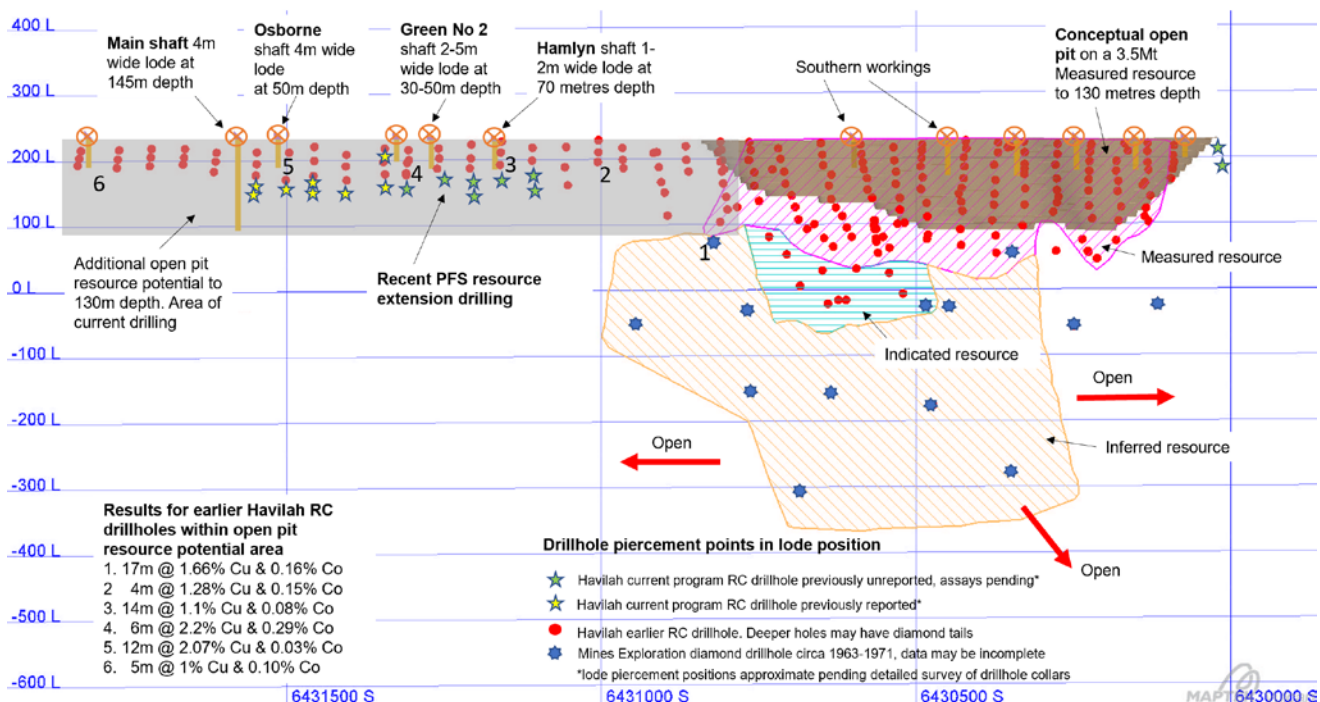 400 L
300 L
200 L
100 L
0 L
-100 L
-200 L
-300 L
-400 L
-500 L
-600 L
Main shaft 4m
wide lode at
145m depth
Osborne
shaft 4m wide
lode
at 50m depth
Green No 2
shaft 2-5m
wide lode at
30-50m depth
Hamlyn shaft 1-
2m wide lode at
70 metres depth
Southern workings
Conceptual open
pit on a 3.5Mt
Measured resource
to 130 metres depth
6
5
4
3
2
1
Additional open pit
resource potential to
130m depth. Area of
current drilling
Recent PFS resource
extension drilling
Measured resource
Indicated resource
Inferred resource
Open
Open
Open
Results for earlier Havilah RC
drillholes within open pit
resource potential area
1. 17m @ 1.66% Cu & 0.16% Co
2 4m @ 1.28% Cu & 0.15% Co
3. 14m @ 1.1% Cu & 0.08% Co
4. 6m @ 2.2% Cu & 0.29% Co
5. 12m @ 2.07% Cu & 0.03% Co
6. 5m @ 1% Cu & 0.10% Co
Drillhole piercement points in lode position
Havilah current program RC drillhole previously unreported, assays pending*
Havilah current program RC drillhole previously reported*
Havilah earlier RC drillhole. Deeper holes may have diamond tails
Mines Exploration diamond drillhole circa 1963-1971, data may be incomplete
*lode piercement positions approximate pending detailed survey of drillhole collars
6431500 S
6431000 S
6430500 S
6430000 S